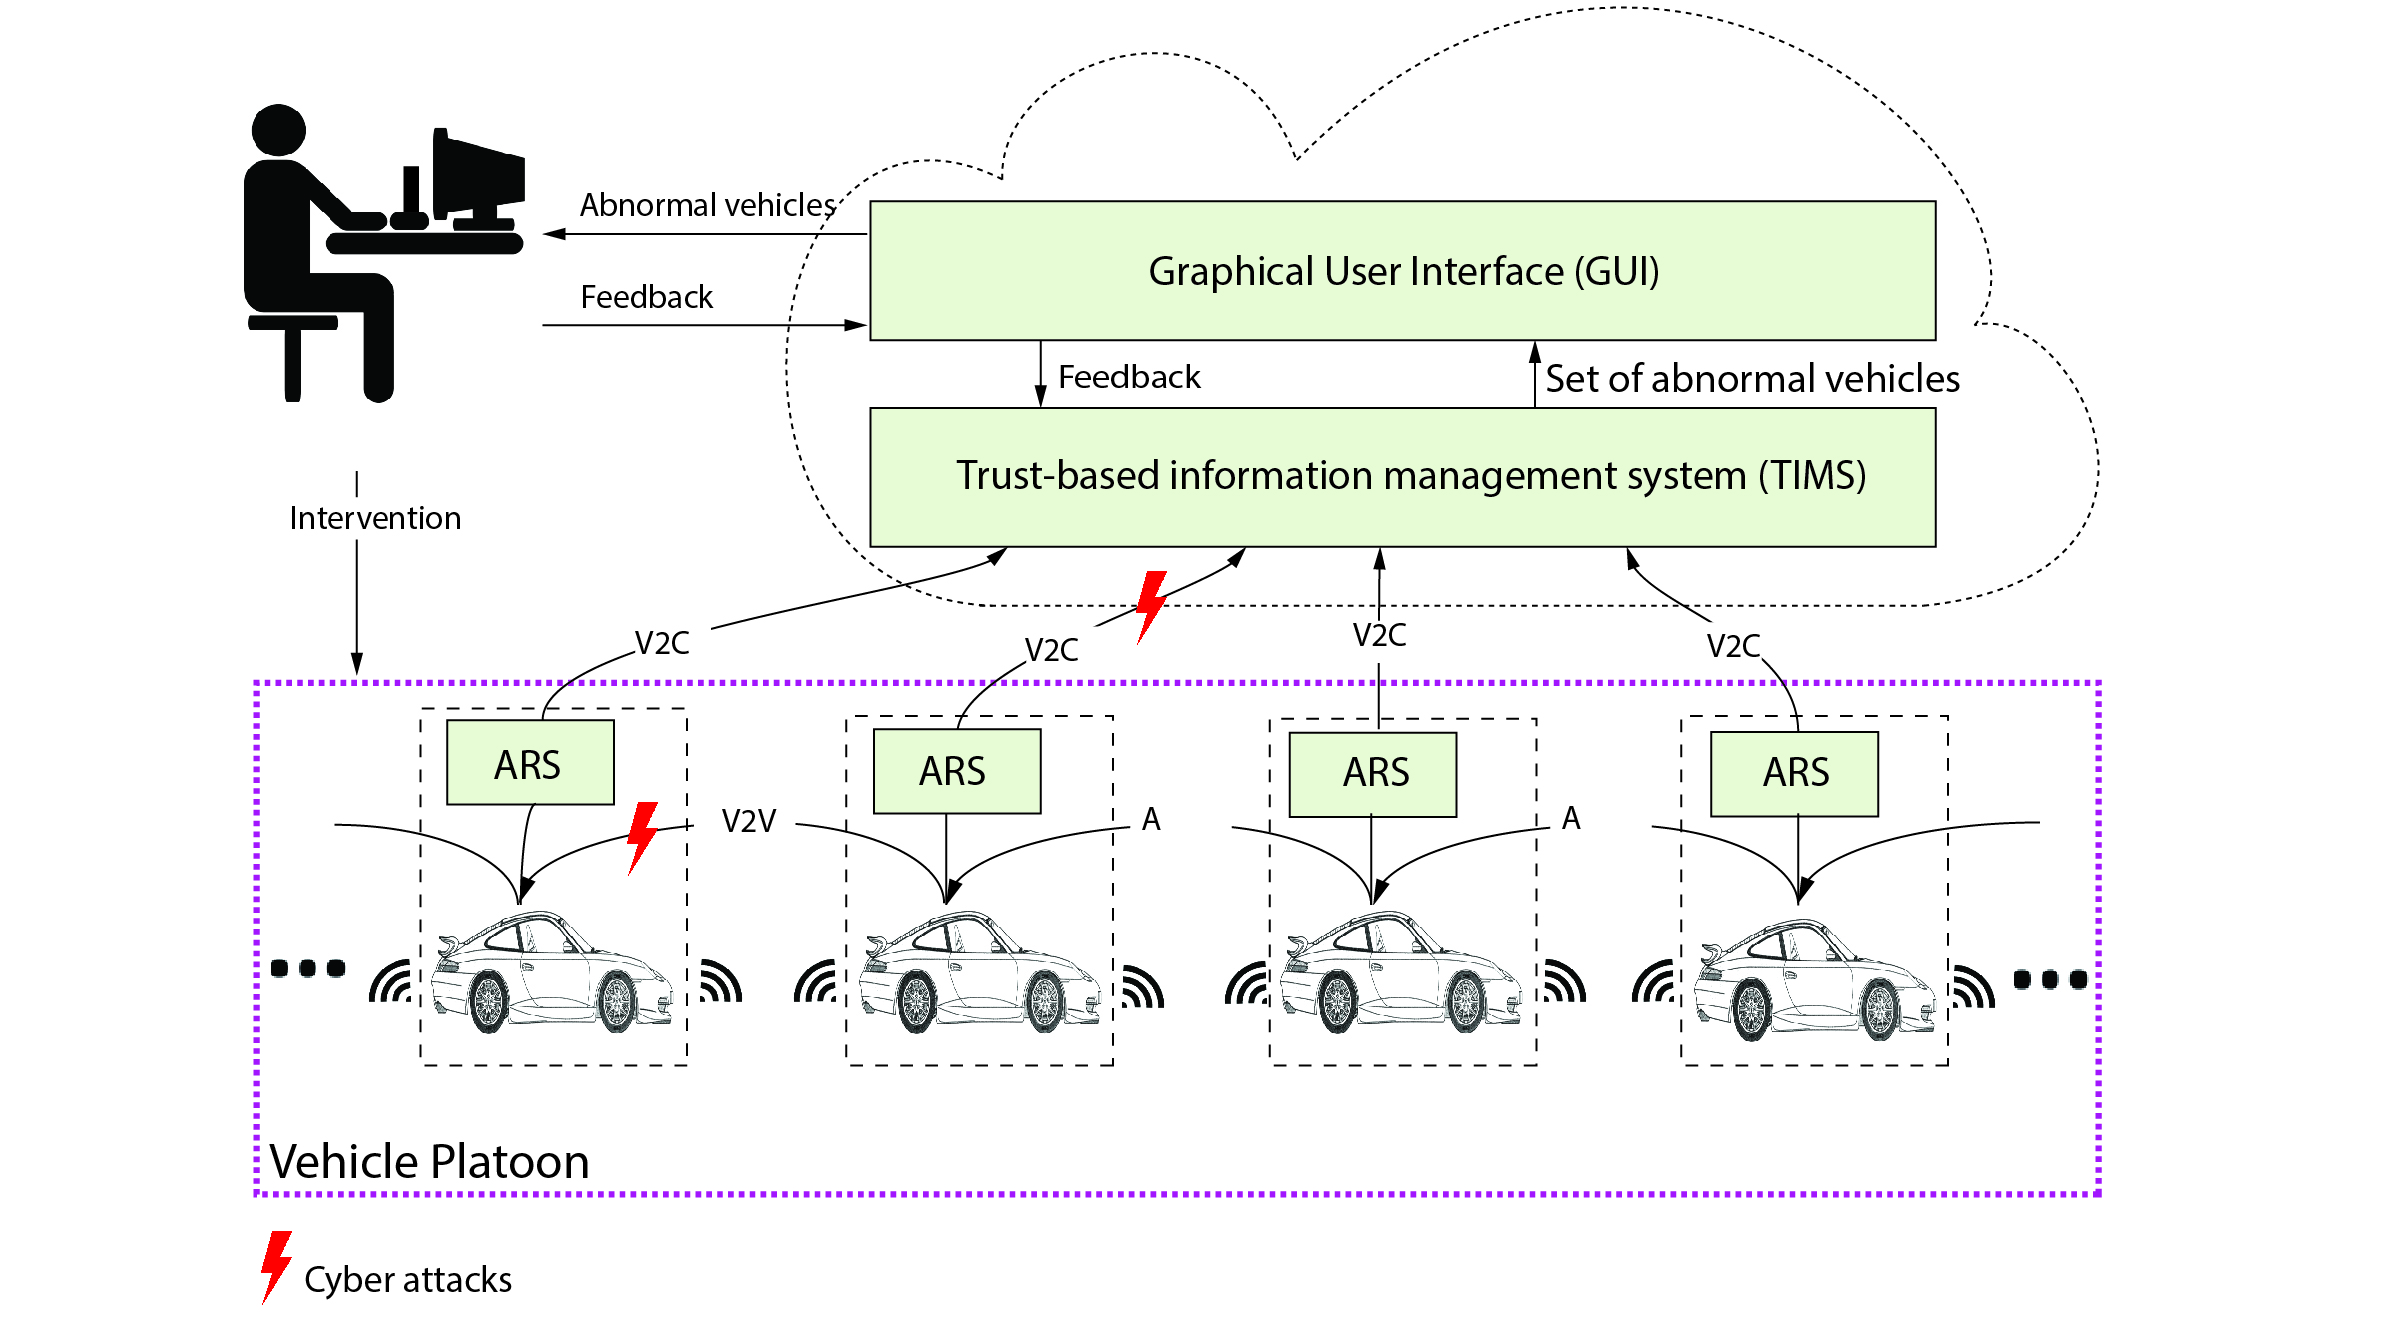 Abnormal vehicles
Graphical User Interface (GUI)
Feedback
Feedback
Set of abnormal vehicles
Trust-based information management system (TIMS)
Intervention
V2C
V2C
V2C
V2C
ARS
ARS
ARS
ARS
V2V
A
A
Vehicle Platoon
Cyber attacks